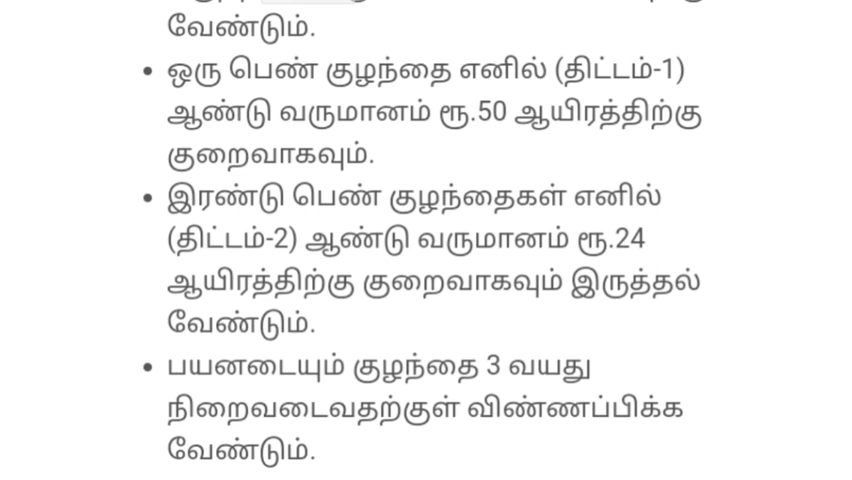 வேண்டும்.
• ஒரு பெண் குழந்தை எனில் (திட்டம்-1)
ஆண்டு வருமானம் ரூ.50 ஆயிரத்திற்கு
குறைவாகவும்.
• இரண்டு பெண் குழந்தைகள் எனில்
(திட்டம்-2) ஆண்டு வருமானம் ரூ.24
ஆயிரத்திற்கு குறைவாகவும் இருத்தல்
வேண்டும்.
• பயனடையும் குழந்தை 3 வயது
நிறைவடைவதற்குள் விண்ணப்பிக்க
வேண்டும்.